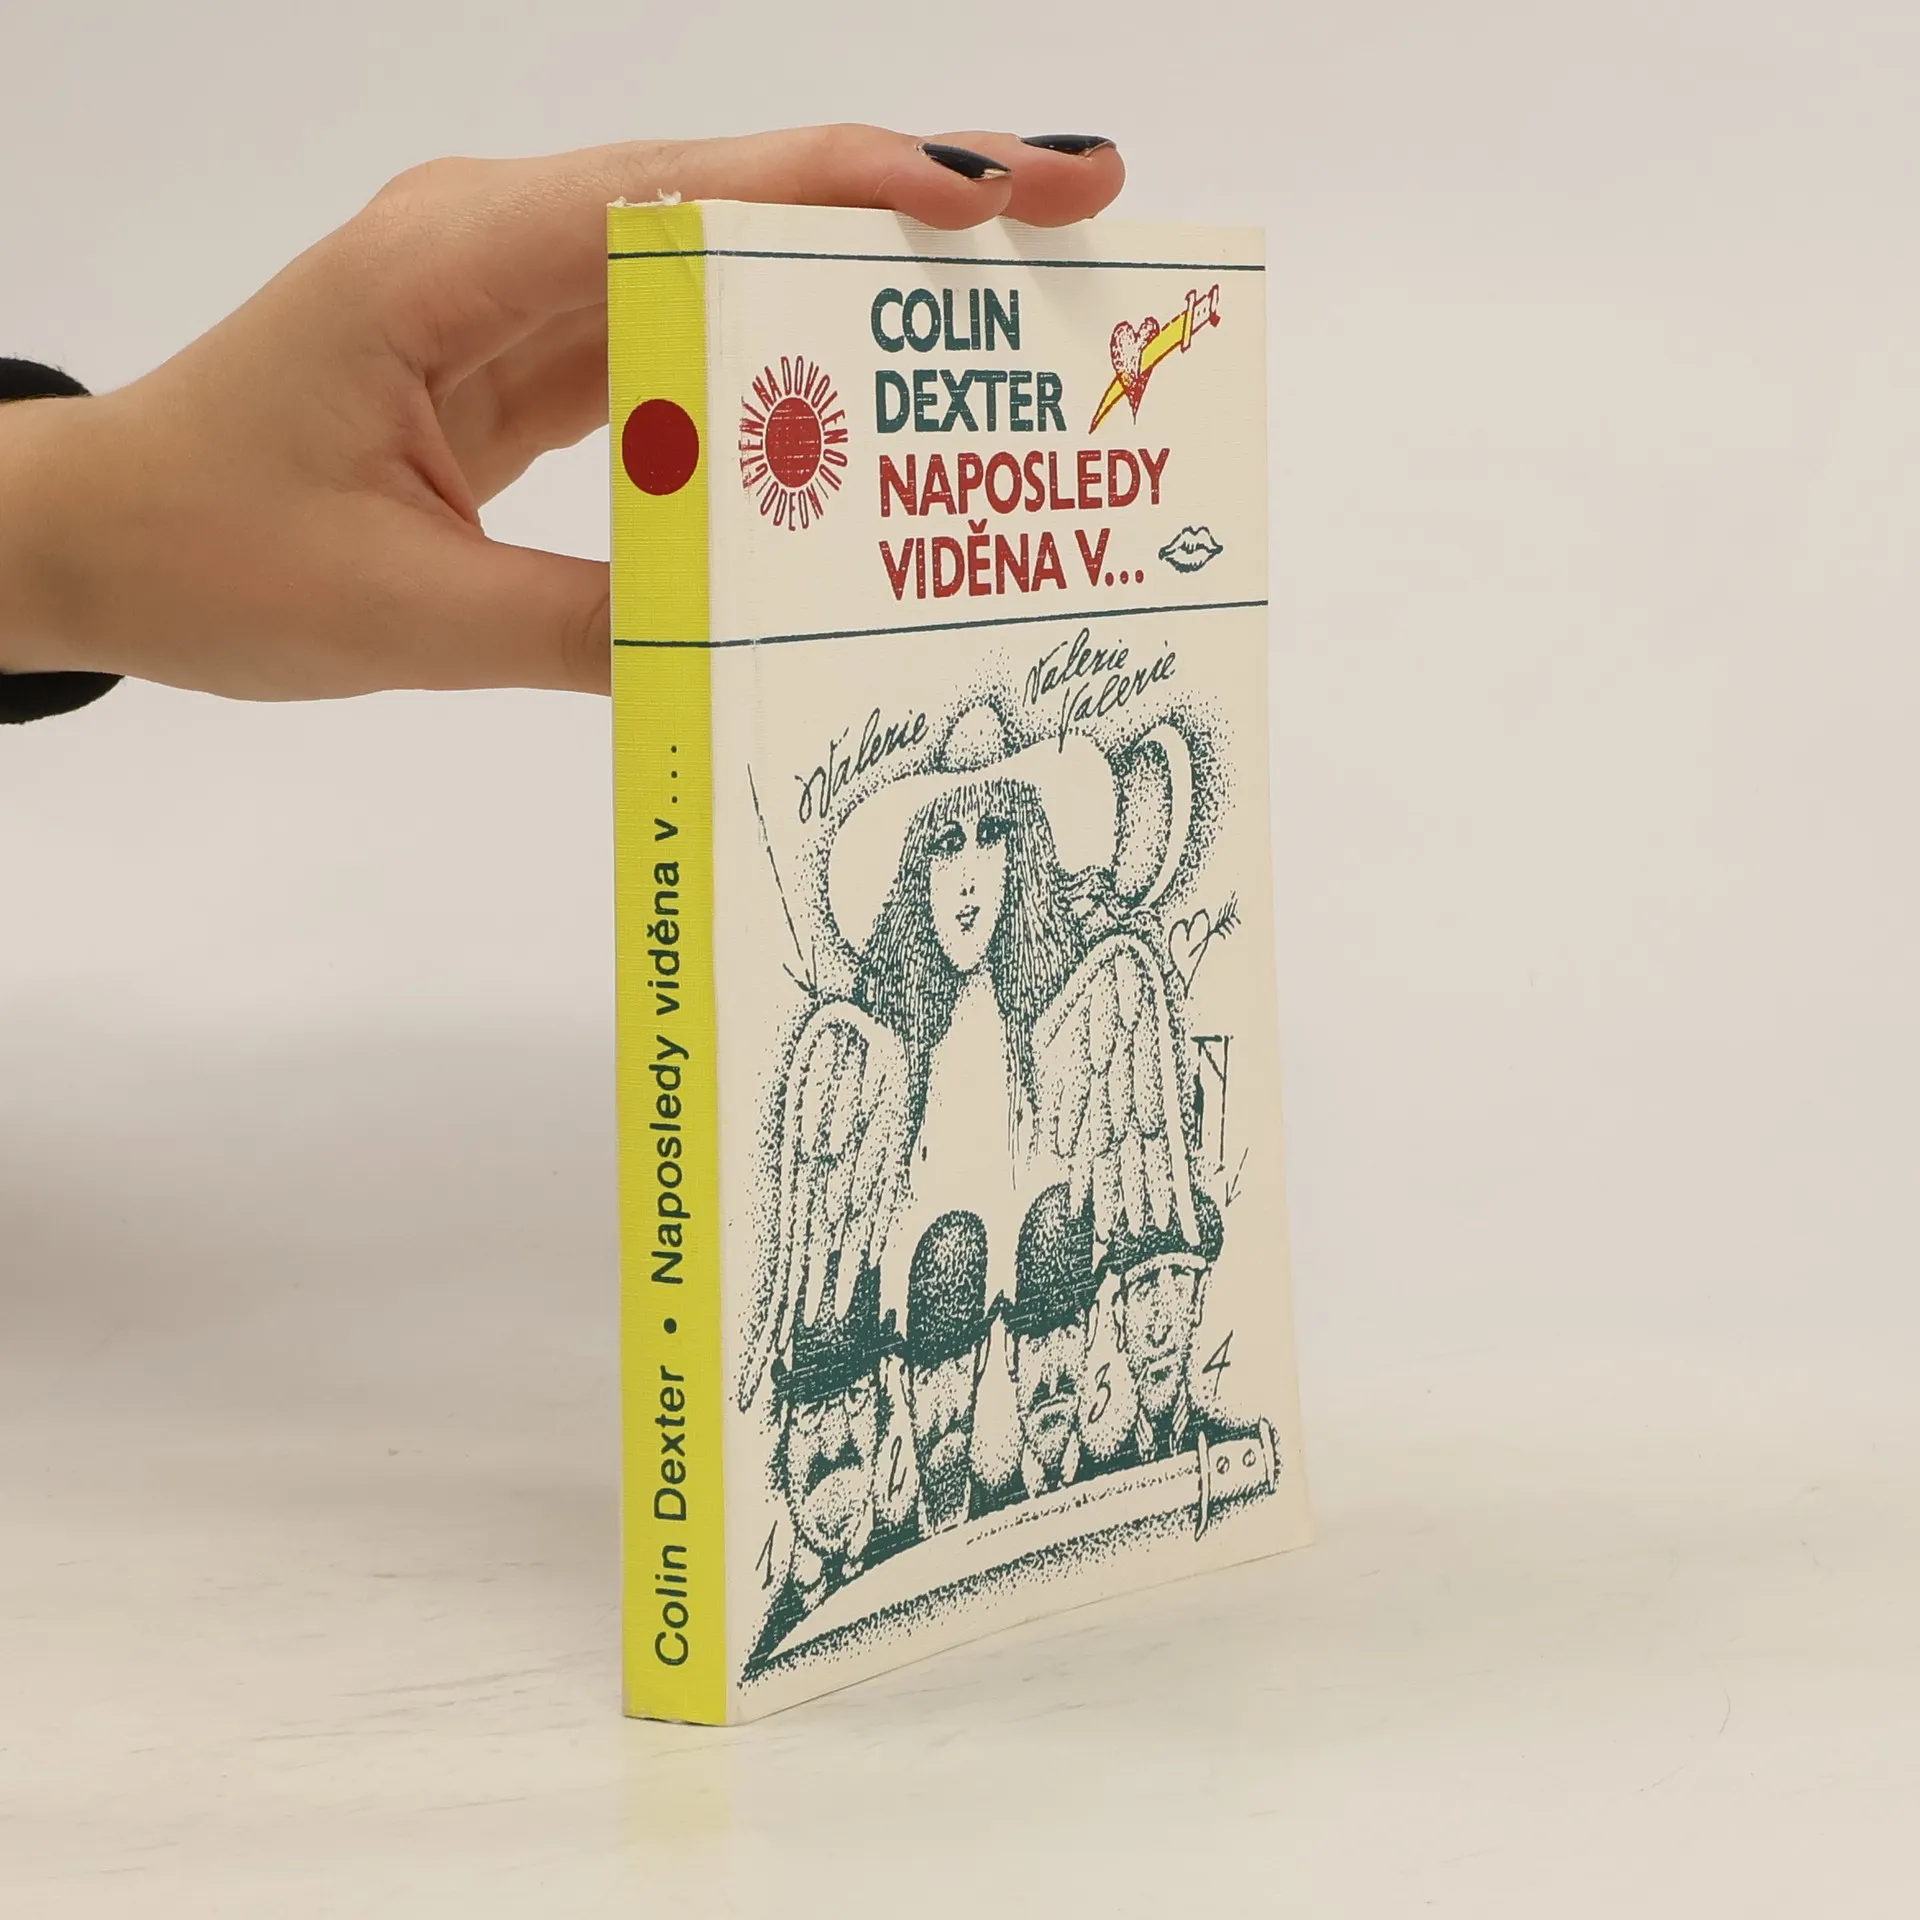 COLIN
DEXTER
NAPOSLEDY
VIDĚNA V...
ČTENÍ NA DOVOLENOU
ODEON
Valerie
Valerie
Valerie
1
2
3
4
Colin Dexter • Naposledy viděna v...